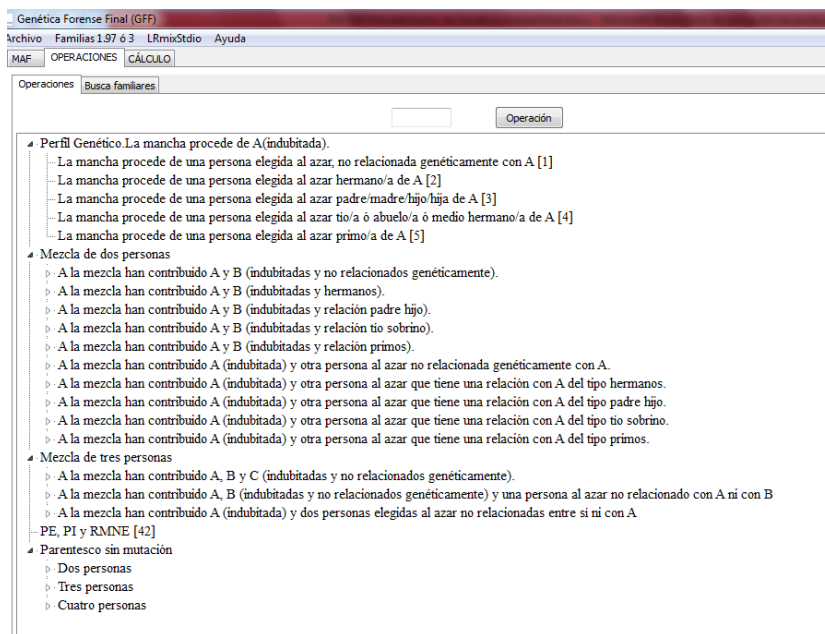 Genética Forense Final (GFF)
Archivo Familias 1.97 ó 3 LRmixStdio Ayuda
MAF OPERACIONES CÁLCULO
Operaciones Busca familiares
Operación
Perfil Genético.La mancha procede de A(indubitada).
La mancha procede de una persona elegida al azar, no relacionada genéticamente con A [1]
La mancha procede de una persona elegida al azar hermano/a de A [2]
La mancha procede de una persona elegida al azar padre/madre/hijo/hija de A [3]
La mancha procede de una persona elegida al azar tío/a ó abuelo/a ó medio hermano/a de A [4]
La mancha procede de una persona elegida al azar primo/a de A [5]
Mezcla de dos personas
A la mezcla han contribuido A y B (indubitadas y no relacionados genéticamente).
A la mezcla han contribuido A y B (indubitadas y hermanos).
A la mezcla han contribuido A y B (indubitadas y relación padre hijo).
A la mezcla han contribuido A y B (indubitadas y relación tío sobrino).
A la mezcla han contribuido A y B (indubitadas y relación primos).
A la mezcla han contribuido A (indubitada) y otra persona al azar no relacionada genéticamente con A.
A la mezcla han contribuido A (indubitada) y otra persona al azar que tiene una relación con A del tipo hermanos.
A la mezcla han contribuido A (indubitada) y otra persona al azar que tiene una relación con A del tipo padre hijo.
A la mezcla han contribuido A (indubitada) y otra persona al azar que tiene una relación con A del tipo tío sobrino.
A la mezcla han contribuido A (indubitada) y otra persona al azar que tiene una relación con A del tipo primos.
Mezcla de tres personas
A la mezcla han contribuido A, B y C (indubitadas y no relacionados genéticamente).
A la mezcla han contribuido A, B (indubitadas y no relacionados genéticamente) y una persona al azar no relacionado con A ni con B
A la mezcla han contribuido A (indubitada) y dos personas elegidas al azar no relacionadas entre si ni con A
PE, PI y RMNE [42]
Parentesco sin mutación
Dos personas
Tres personas
Cuatro personas